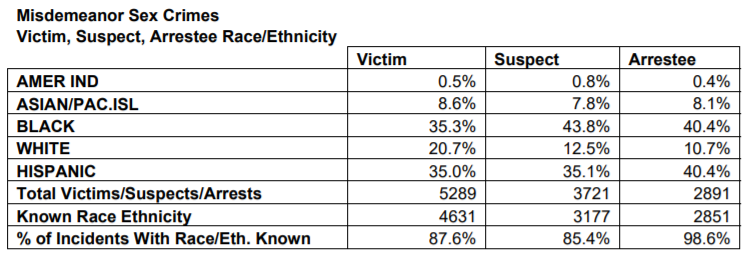 Misdemeanor Sex Crimes
Victim, Suspect, Arrestee Race/Ethnicity
Victim Suspect Arrestee
AMER IND 0.5% 0.8% 0.4%
ASIAN/PAC.ISL 8.6% 7.8% 8.1%
BLACK 35.3% 43.8% 40.4%
WHITE 20.7% 12.5% 10.7%
HISPANIC 35.0% 35.1% 40.4%
Total Victims/Suspects/Arrests 5289 3721 2891
Known Race Ethnicity 4631 3177 2851
% of Incidents With Race/Eth. Known 87.6% 85.4% 98.6%